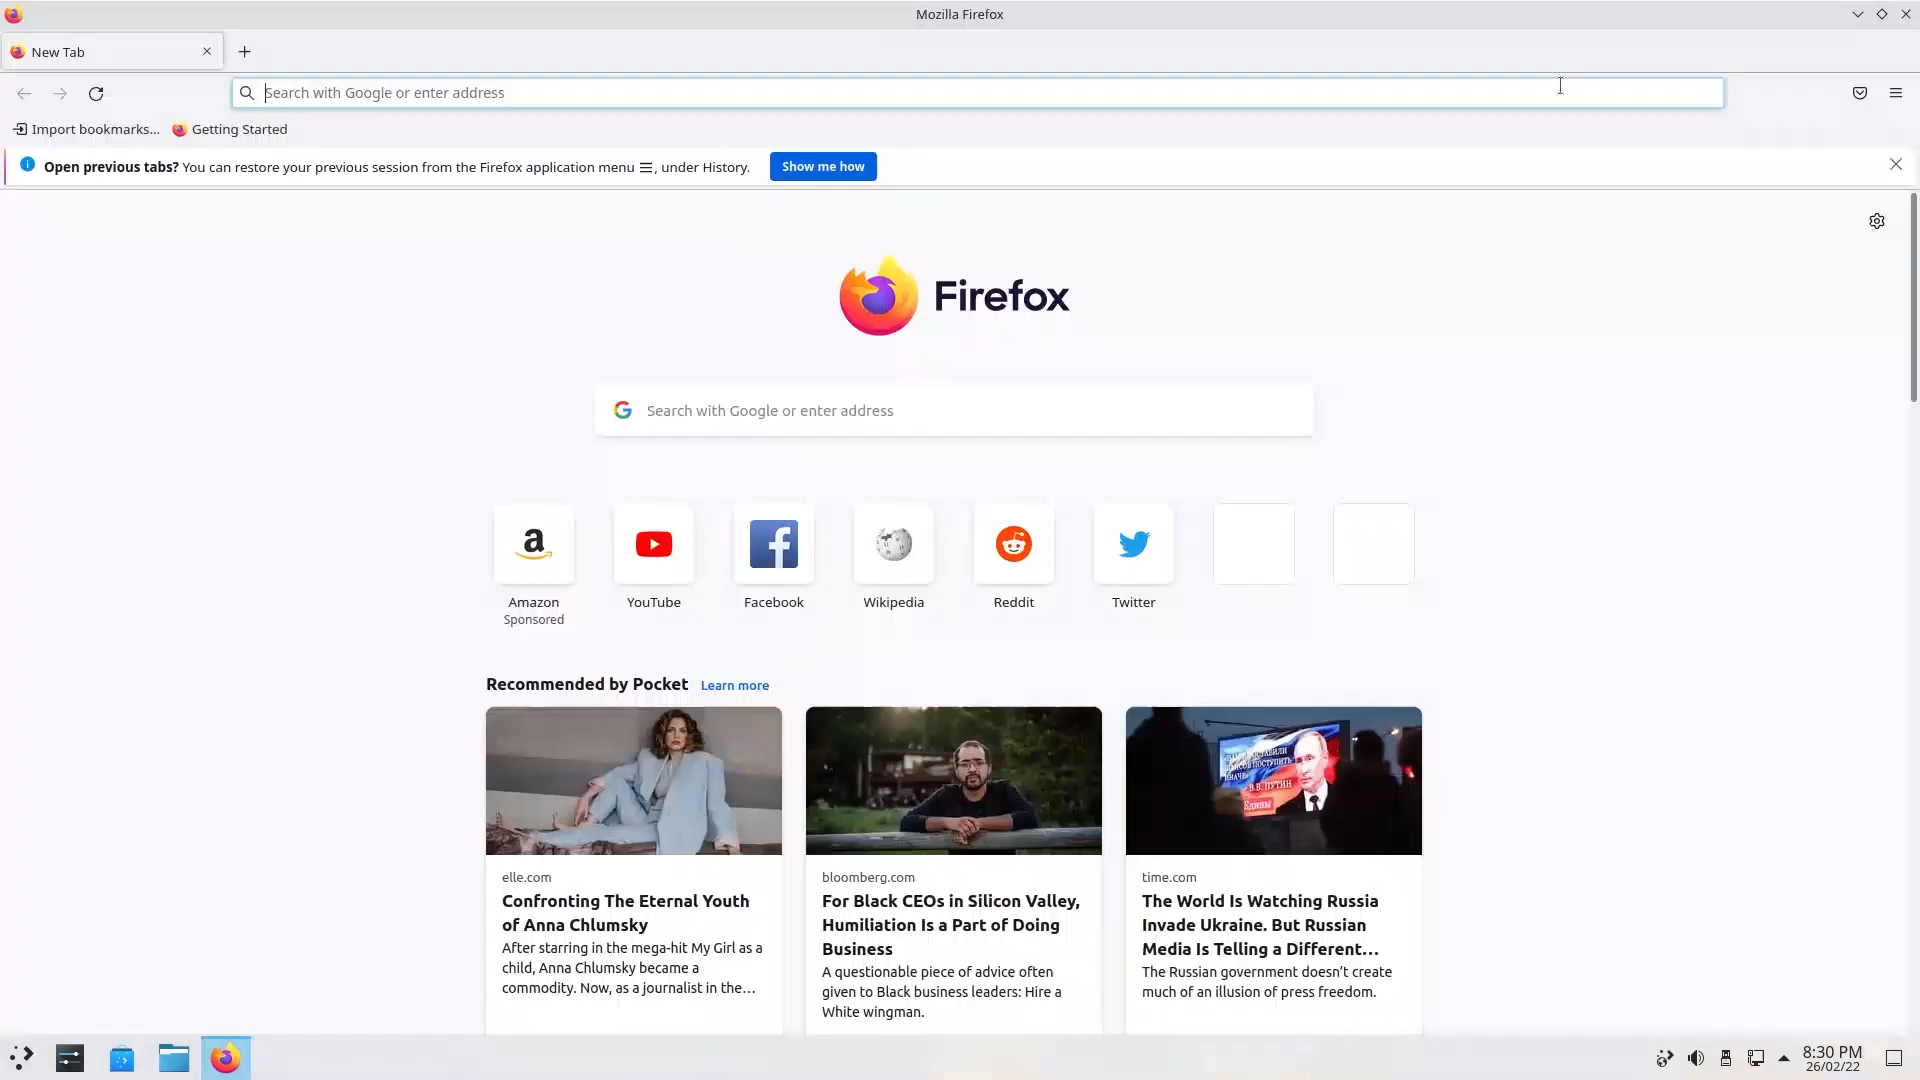 Mozilla Firefox
New Tab
Search with Google or enter address
Import bookmarks...
Getting Started
Open previous tabs? You can restore your previous session from the Firefox application menu ☰, under History.
Show me how
Firefox
Search with Google or enter address
Amazon
Sponsored
YouTube
Facebook
Wikipedia
Reddit
Twitter
Recommended by Pocket
Learn more
elle.com
Confronting The Eternal Youth
of Anna Chlumsky
After starring in the mega-hit My Girl as a
child, Anna Chlumsky became a
commodity. Now, as a journalist in the…
bloomberg.com
For Black CEOs in Silicon Valley,
Humiliation Is a Part of Doing
Business
A questionable piece of advice often
given to Black business leaders: Hire a
White wingman.
ПОСТУПИТЬ
В.В. ПУТИН
time.com
The World Is Watching Russia
Invade Ukraine. But Russian
Media Is Telling a Different…
The Russian government doesn’t create
much of an illusion of press freedom.
8:30 PM
26/02/22